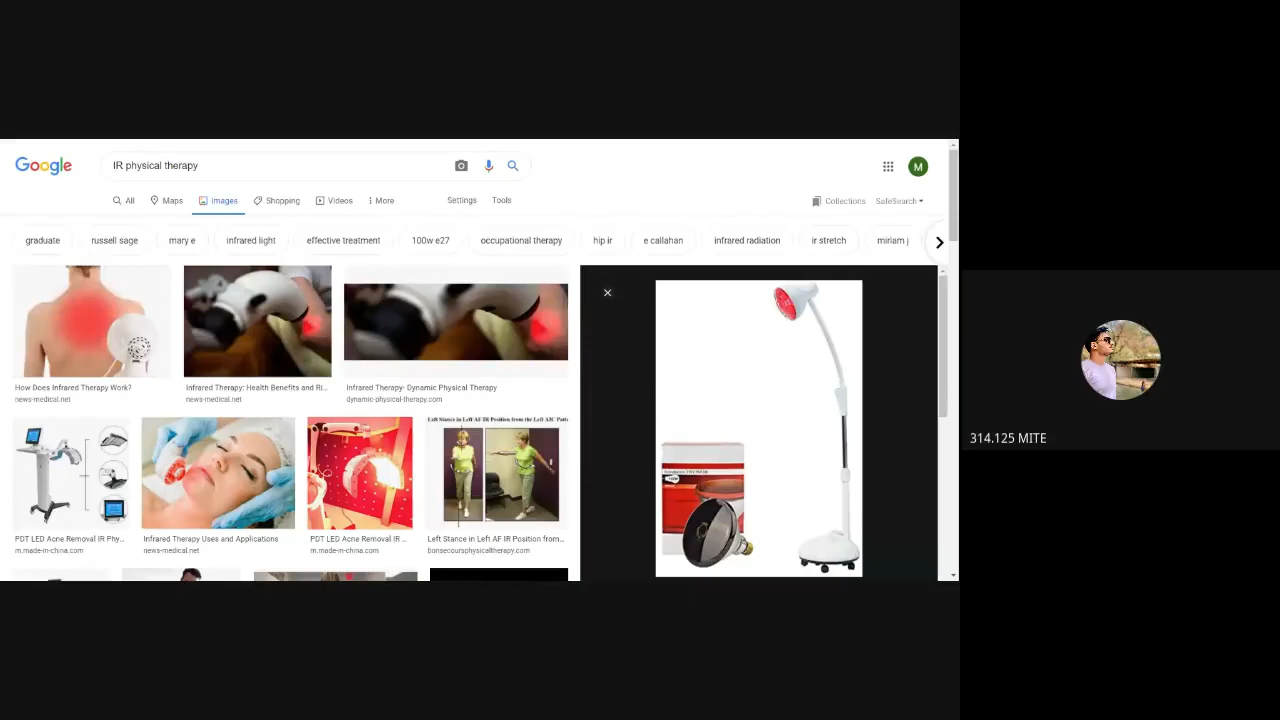 Google
IR physical therapy
M
All
Maps
Images
Shopping
Videos
More
Settings
Tools
Collections
SafeSearch
graduate
russell sage
mary e
infrared light
effective treatment
100w e27
occupational therapy
hip ir
e callahan
infrared radiation
ir stretch
miriam j
How Does Infrared Therapy Work?
news-medical.net
Infrared Therapy: Health Benefits and Ri...
news-medical.net
Infrared Therapy- Dynamic Physical Therapy
dynamic-physical-therapy.com
Left Stance in Left AF IR Position from the Left AIC Patt
PDT LED Acne Removal IR Phy...
m.made-in-china.com
Infrared Therapy Uses and Applications
news-medical.net
PDT LED Acne Removal IR ...
m.made-in-china.com
Left Stance in Left AF IR Position from...
bonsecoursphysicaltherapy.com
314.125 MITE